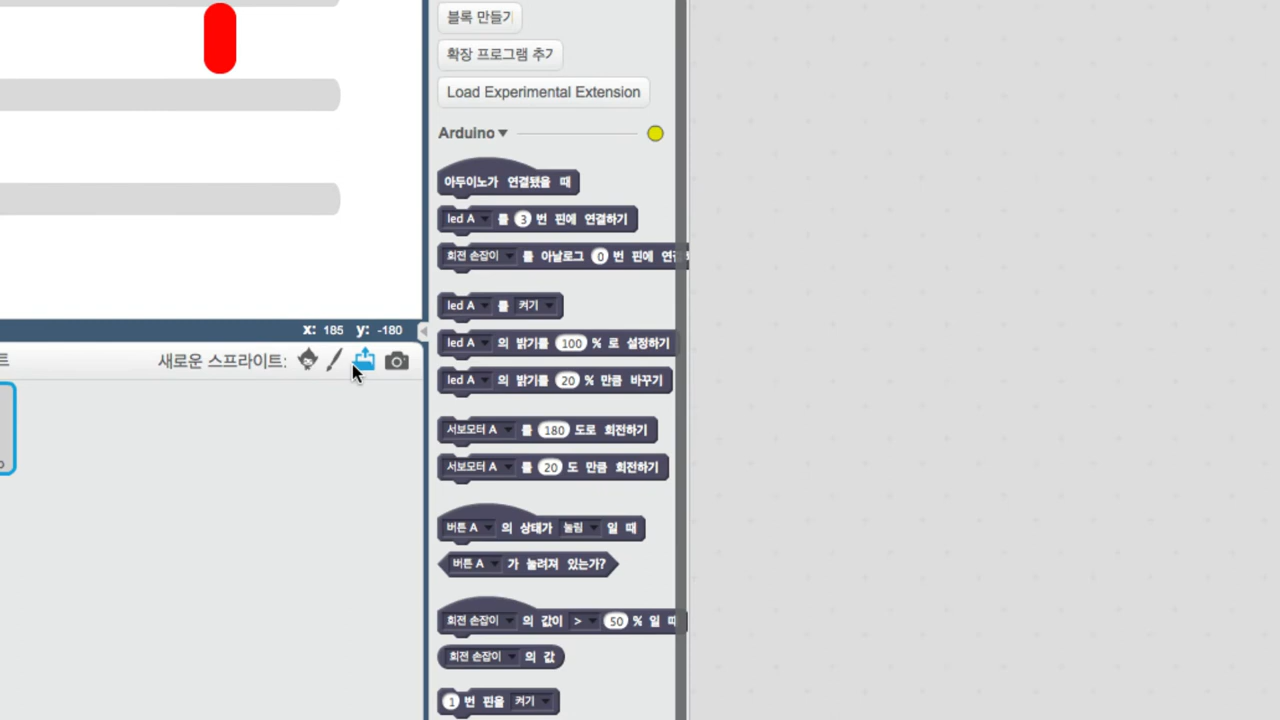 블록 만들기
확장 프로그램 추가
Load Experimental Extension
Arduino
아두이노가 연결됐을 때
led A 를 3 번 핀에 연결하기
회전 손잡이 를 아날로그 0 번 핀에
led A 를 켜기
led A 의 밝기를 100 % 로 설정하기
led A 의 밝기를 20 % 만큼 바꾸기
x: 185 y: -180
새로운 스프라이트:
서보모터 A 를 180 도로 회전하기
서보모터 A 를 20 도 만큼 회전하기
버튼 A 의 상태가 눌림 일 때
버튼 A 가 눌려져 있는가?
회전 손잡이 의 값이 > 50 % 일 때
회전 손잡이 의 값
1 번 핀을 켜기